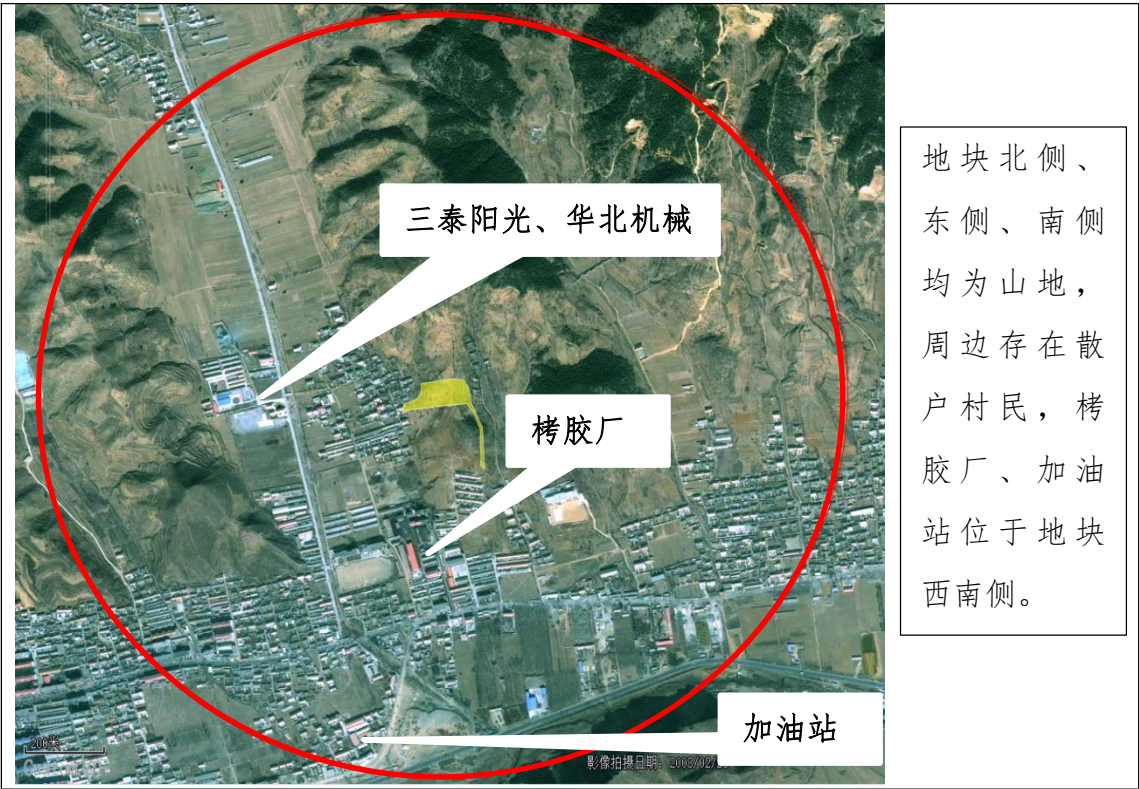 三泰阳光、华北机械
栲胶厂
加油站
200米
影像拍摄日期：2008/02/
地块北侧、
东侧、南侧
均为山地，
周边存在散
户村民，栲
胶厂、加油
站位于地块
西南侧。